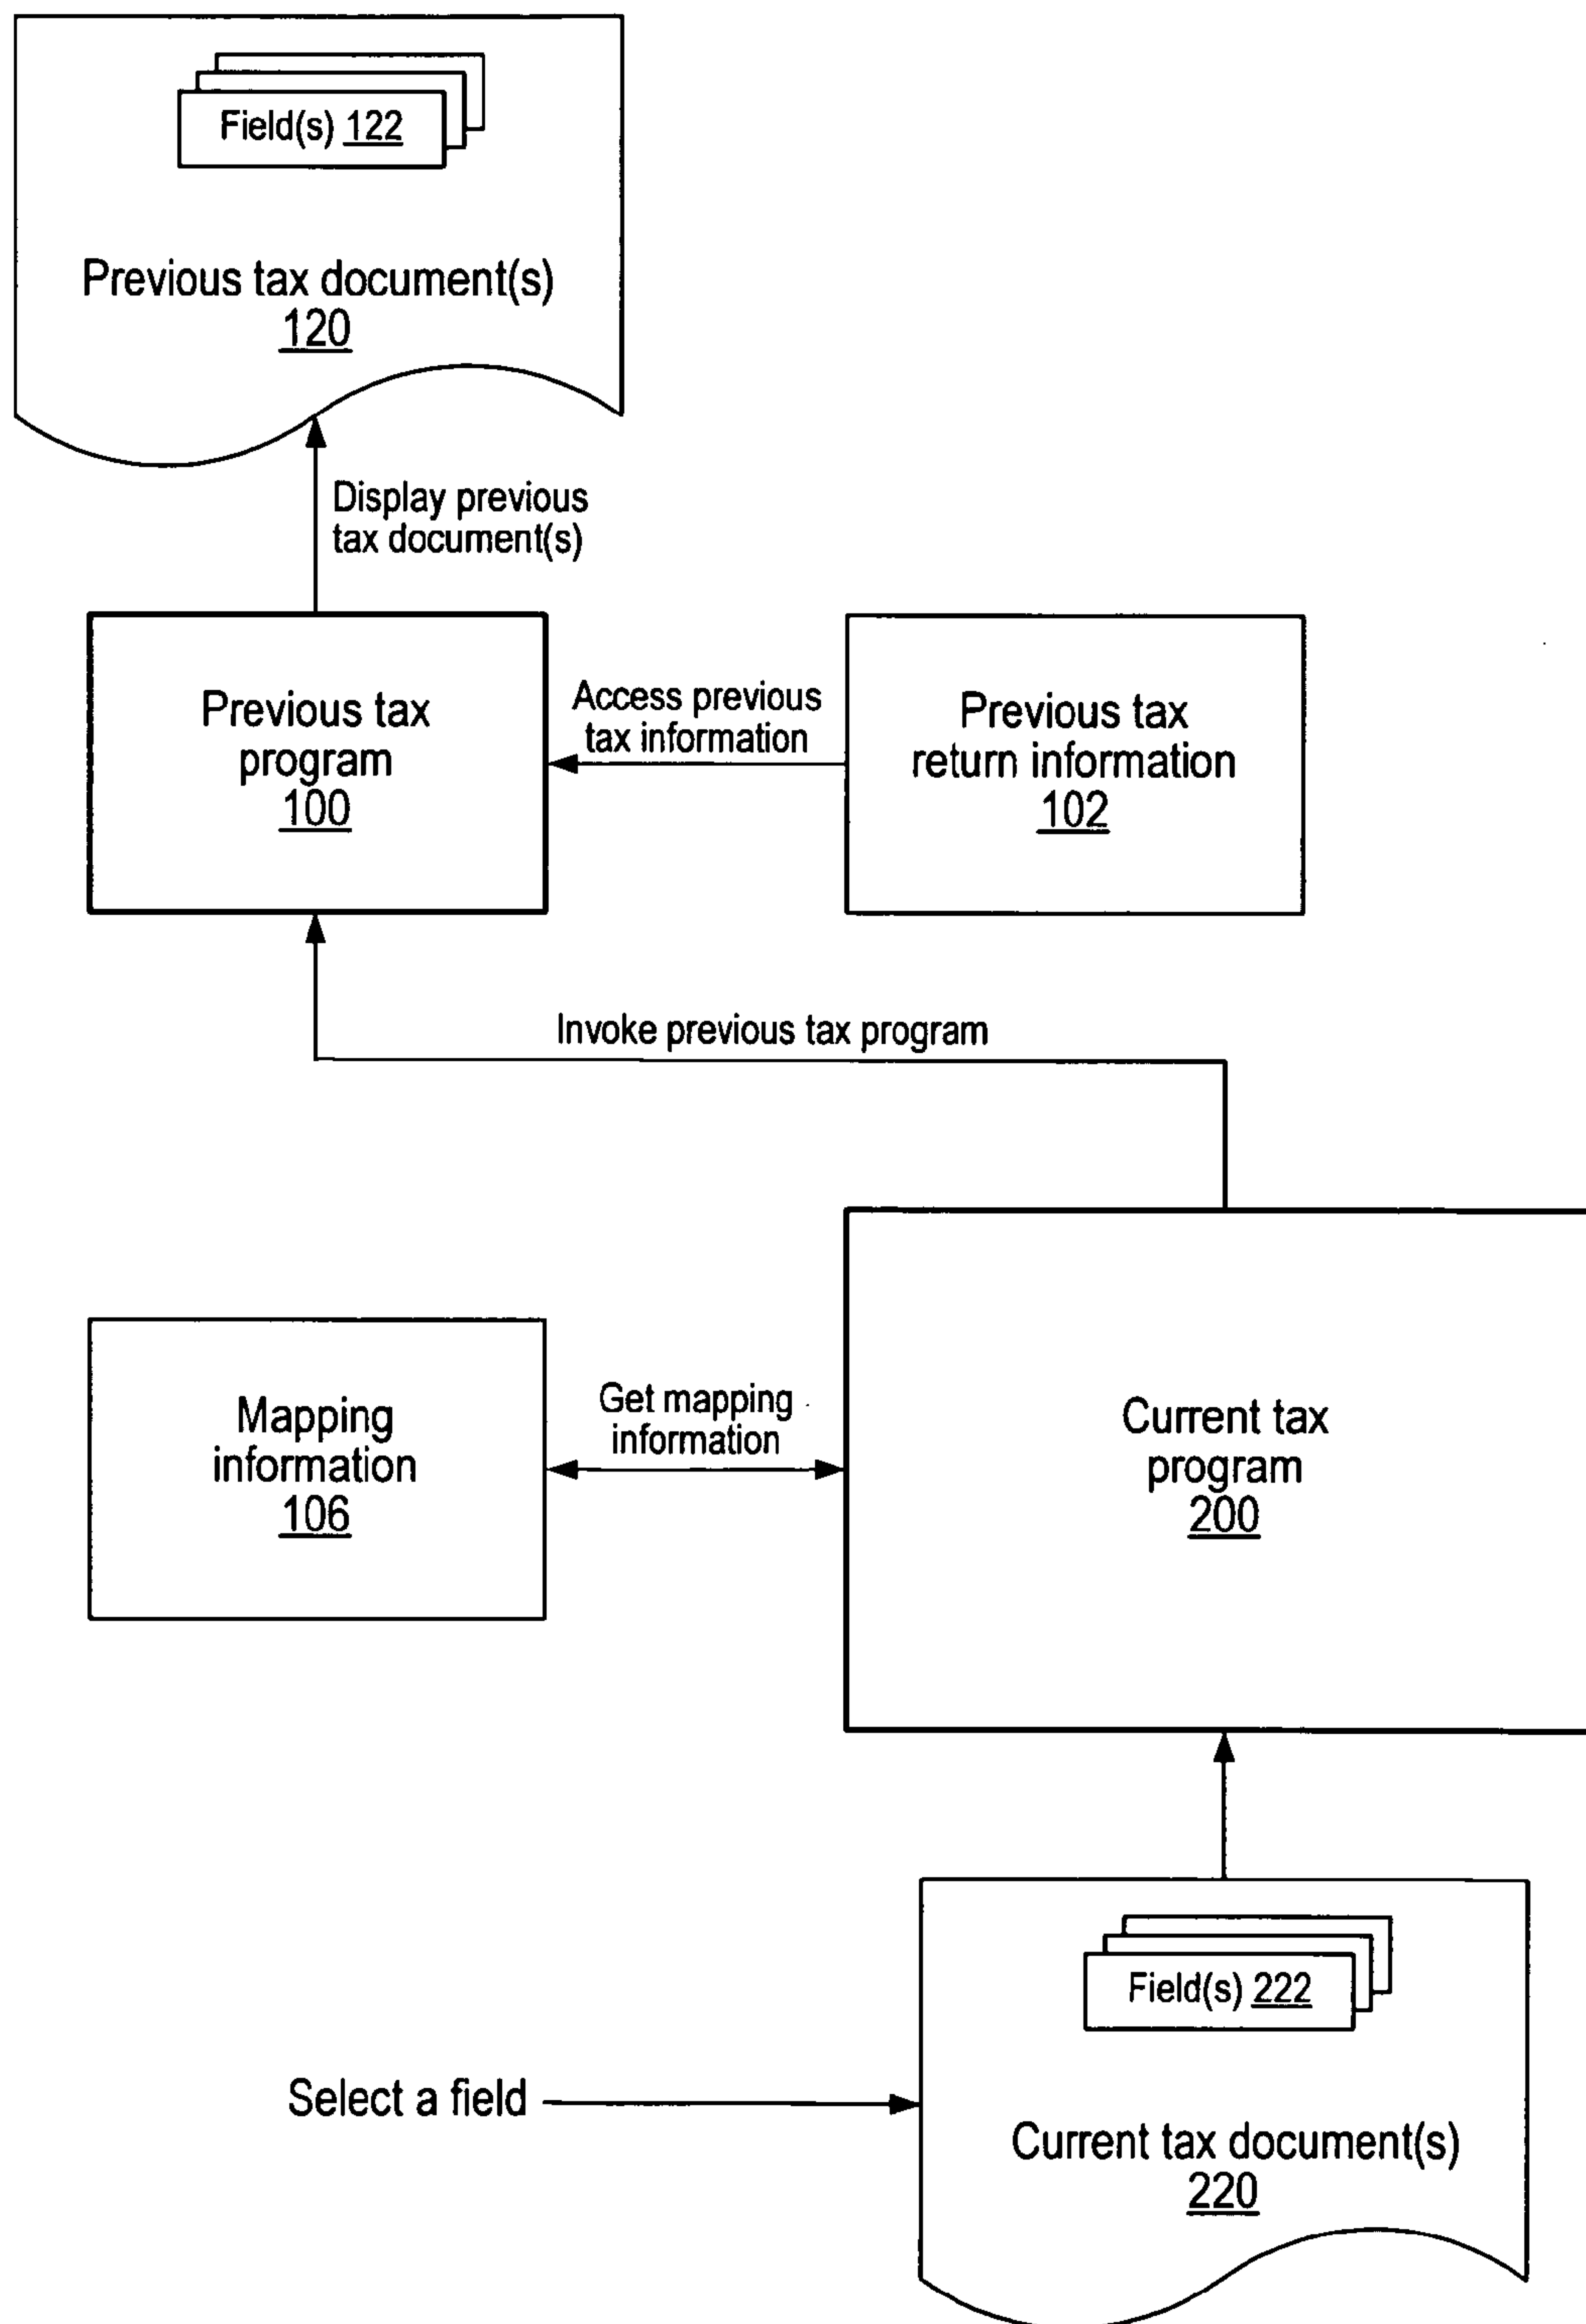 Field(s) 122
Previous tax document(s)
120
Display previous
tax document(s)
Previous tax
program
100
Access previous
tax information
Previous tax
return information
102
Invoke previous tax program
Mapping
information
106
Get mapping
information
Current tax
program
200
Field(s) 222
Select a field
Current tax document(s)
220